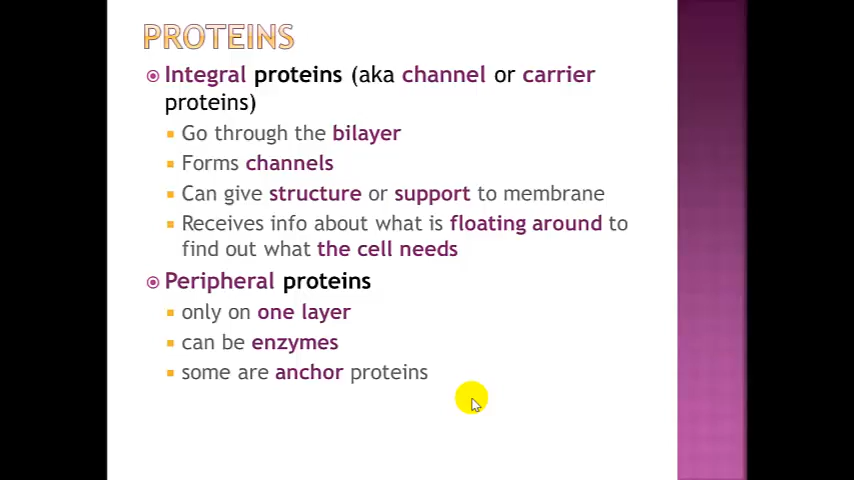 PROTEINS
Integral proteins (aka channel or carrier
proteins)
Go through the bilayer
Forms channels
Can give structure or support to membrane
Receives info about what is floating around to
find out what the cell needs
Peripheral proteins
only on one layer
can be enzymes
some are anchor proteins